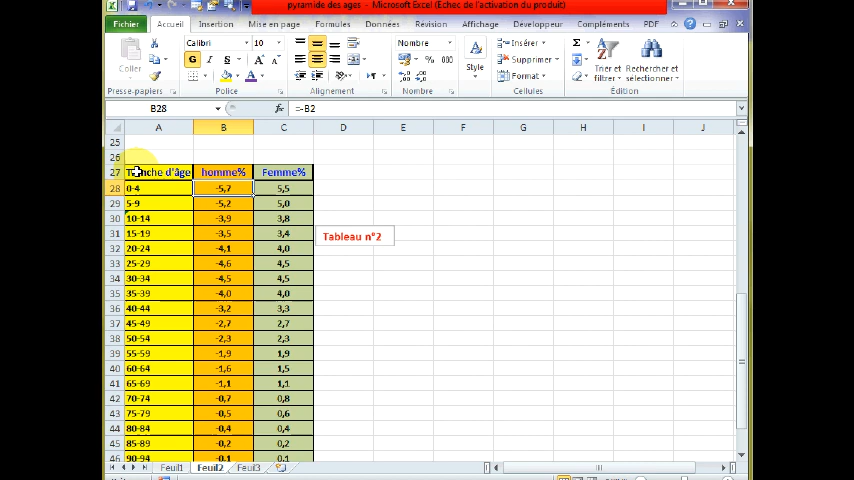 pyramide des ages - Microsoft Excel (Échec de l'activation du produit)
Fichier Accueil Insertion Mise en page Formules Données Révision Affichage Développeur Compléments PDF
Coller
Presse-papiers
Calibri 10
G I S A A
Police
Alignement
Nombre
% 000
Nombre
Style
Insérer
Supprimer
Format
Cellules
Σ
Trier et filtrer
Rechercher et sélectionner
Édition
B28 fx =-B2
A B C D E F G H I J
25
26
27 Tranche d'âge homme% Femme%
28 0-4 -5,7 5,5
29 5-9 -5,2 5,0
30 10-14 -3,9 3,8
31 15-19 -3,5 3,4
Tableau n°2
32 20-24 -4,1 4,0
33 25-29 -4,6 4,5
34 30-34 -4,5 4,5
35 35-39 -4,0 4,0
36 40-44 -3,2 3,3
37 45-49 -2,7 2,7
38 50-54 -2,3 2,3
39 55-59 -1,9 1,9
40 60-64 -1,6 1,5
41 65-69 -1,1 1,1
42 70-74 -0,7 0,8
43 75-79 -0,5 0,6
44 80-84 -0,4 0,4
45 85-89 -0,2 0,2
46 90-94 -0,1 0,1
Feuil1 Feuil2 Feuil3